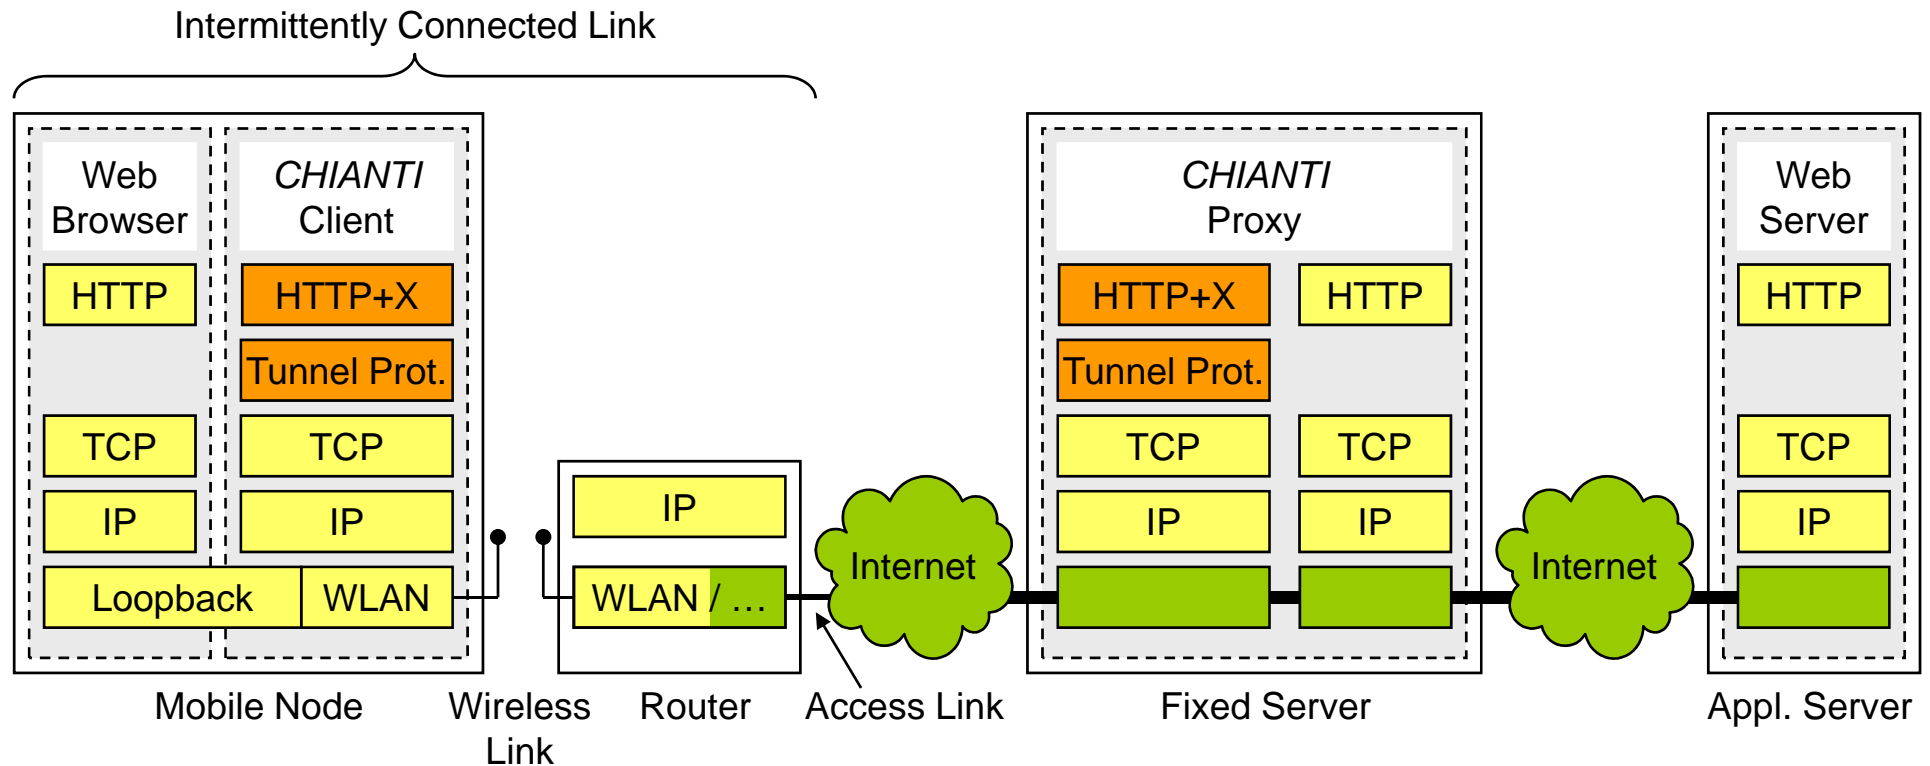 Intermittently Connected Link
Web
Browser
CHIANTI
Client
HTTP
HTTP+X
Tunnel Prot.
TCP
TCP
IP
IP
Loopback
WLAN
Mobile Node
Wireless
Link
IP
WLAN / …
Router
Access Link
Internet
CHIANTI
Proxy
HTTP+X
HTTP
Tunnel Prot.
TCP
TCP
IP
IP
Fixed Server
Internet
Web
Server
HTTP
TCP
IP
Appl. Server